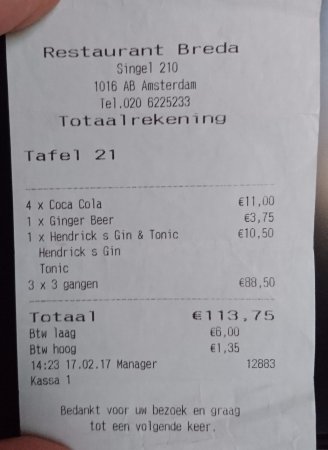 Restaurant Breda
Singel 210
1016 AB Amsterdam
Tel.020 6225233
Totaalrekening
Tafel 21
4 x Coca Cola €11,00
1 x Ginger Beer €3,75
1 x Hendrick s Gin & Tonic €10,50
Hendrick s Gin
Tonic
3 x 3 gangen €88,50
Totaal €113,75
Btw laag €6,00
Btw hoog €1,35
14:23 17.02.17 Manager 12883
Kassa 1
Bedankt voor uw bezoek en graag
tot een volgende keer.